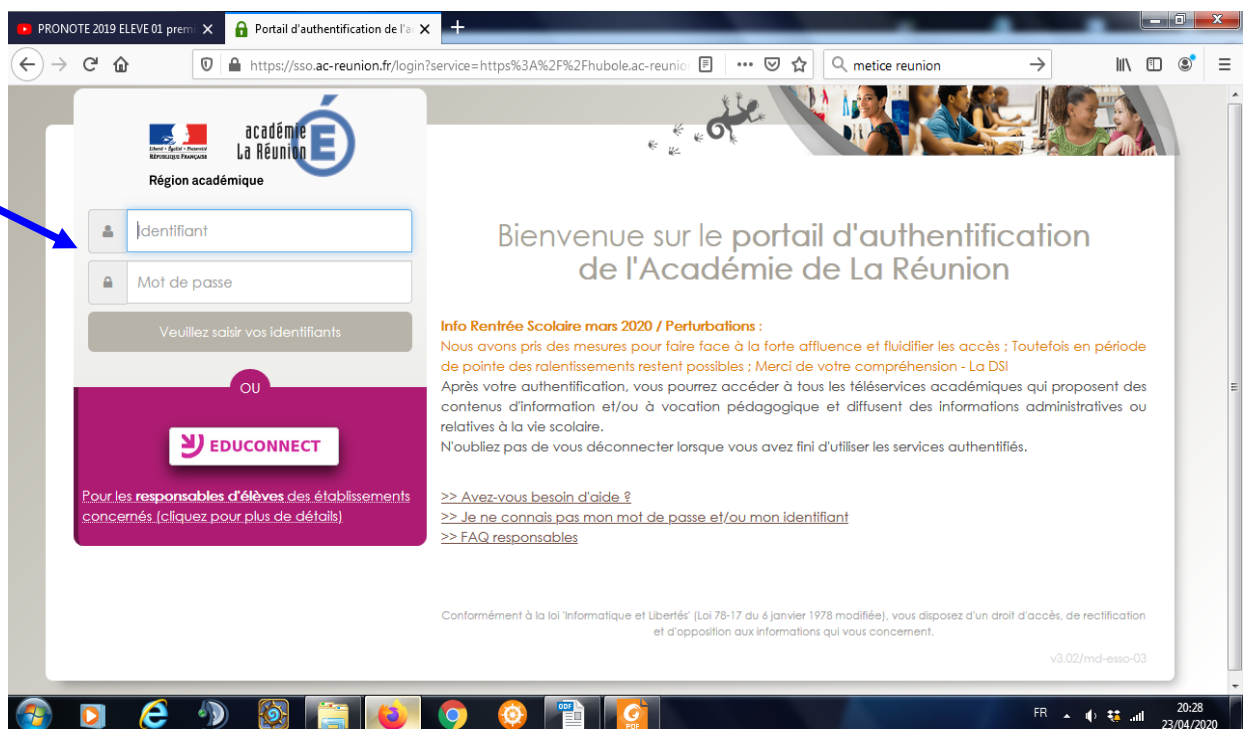 PRONOTE 2019 ELEVE 01 prem
Portail d'authentification de l'a
https://sso.ac-reunion.fr/login?service=https%3A%2F%2Fhubole.ac-reunion
metice reunion
académie
La Réunion
Liberté • Égalité • Fraternité
RÉPUBLIQUE FRANÇAISE
Région académique
Identifiant
Mot de passe
Veuillez saisir vos identifiants
OU
EDUCONNECT
Pour les responsables d'élèves des établissements
concernés (cliquez pour plus de détails)
Bienvenue sur le portail d'authentification
de l'Académie de La Réunion
Info Rentrée Scolaire mars 2020 / Perturbations :
Nous avons pris des mesures pour faire face à la forte affluence et fluidifier les accès ; Toutefois en période
de pointe des ralentissements restent possibles ; Merci de votre compréhension - La DSI
Après votre authentification, vous pourrez accéder à tous les téléservices académiques qui proposent des
contenus d'information et/ou à vocation pédagogique et diffusent des informations administratives ou
relatives à la vie scolaire.
N'oubliez pas de vous déconnecter lorsque vous avez fini d'utiliser les services authentifiés.
>> Avez-vous besoin d'aide ?
>> Je ne connais pas mon mot de passe et/ou mon identifiant
>> FAQ responsables
Conformément à la loi 'Informatique et Libertés' (Loi 78-17 du 6 janvier 1978 modifiée), vous disposez d'un droit d'accès, de rectification
et d'opposition aux informations qui vous concernent.
v3.02/md-esso-03
ODF
PDF
FR
20:28
23/04/2020